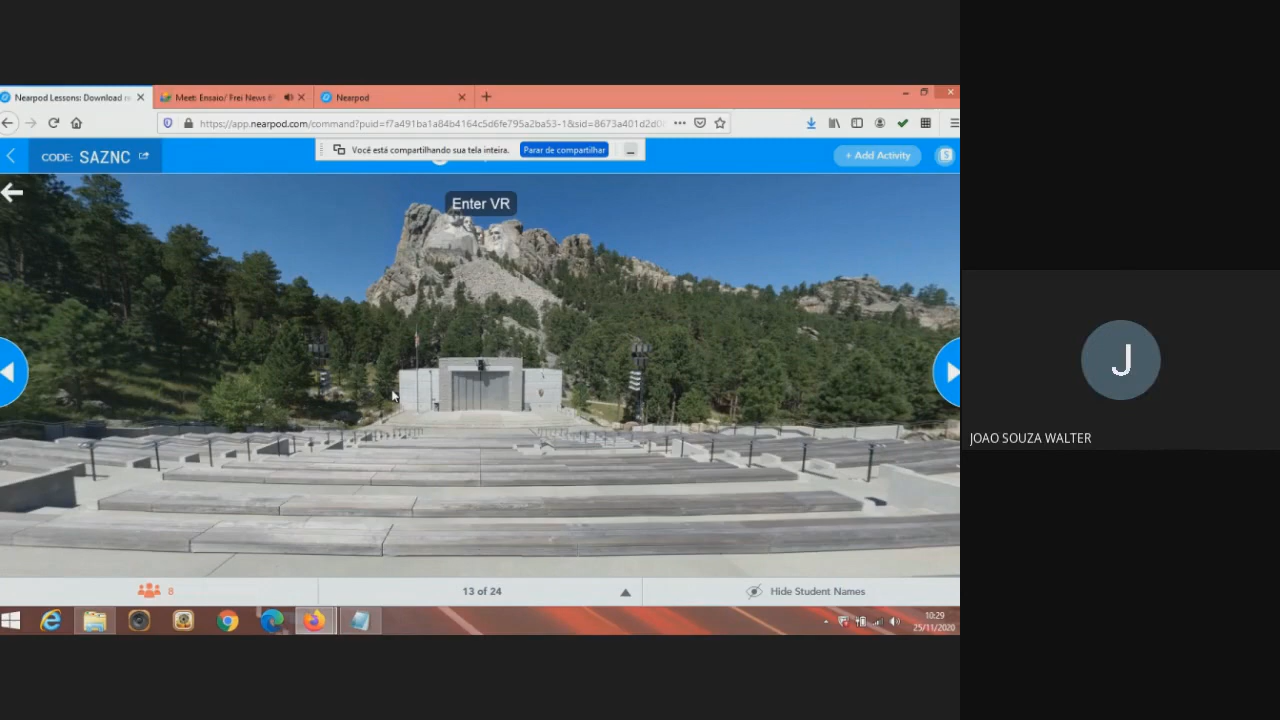 Nearpod Lessons: Download r
Meet: Ensaio/ Frei News 6
Nearpod
https://app.nearpod.com/command?puid=f7a491ba1a84b4164c5d6fe795a2ba53-1&sid=8673a401d2d0
CODE: SAZNC
Você está compartilhando sua tela inteira.
Parar de compartilhar
+ Add Activity
S
Enter VR
J
JOAO SOUZA WALTER
8
13 of 24
Hide Student Names
10:29
25/11/2020